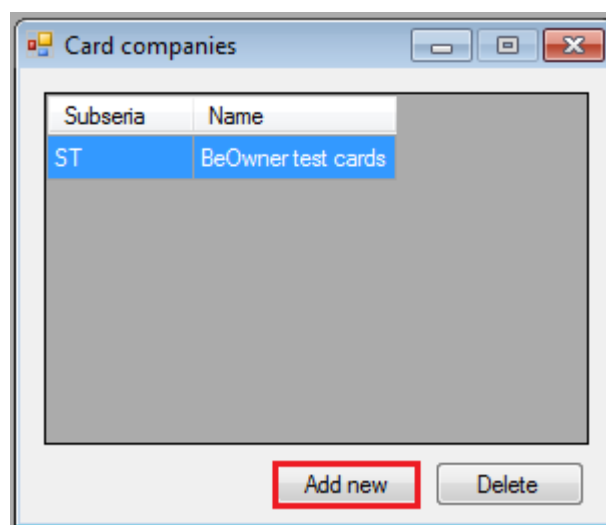 Card companies
Subseria Name
ST BeOwner test cards
Add new Delete